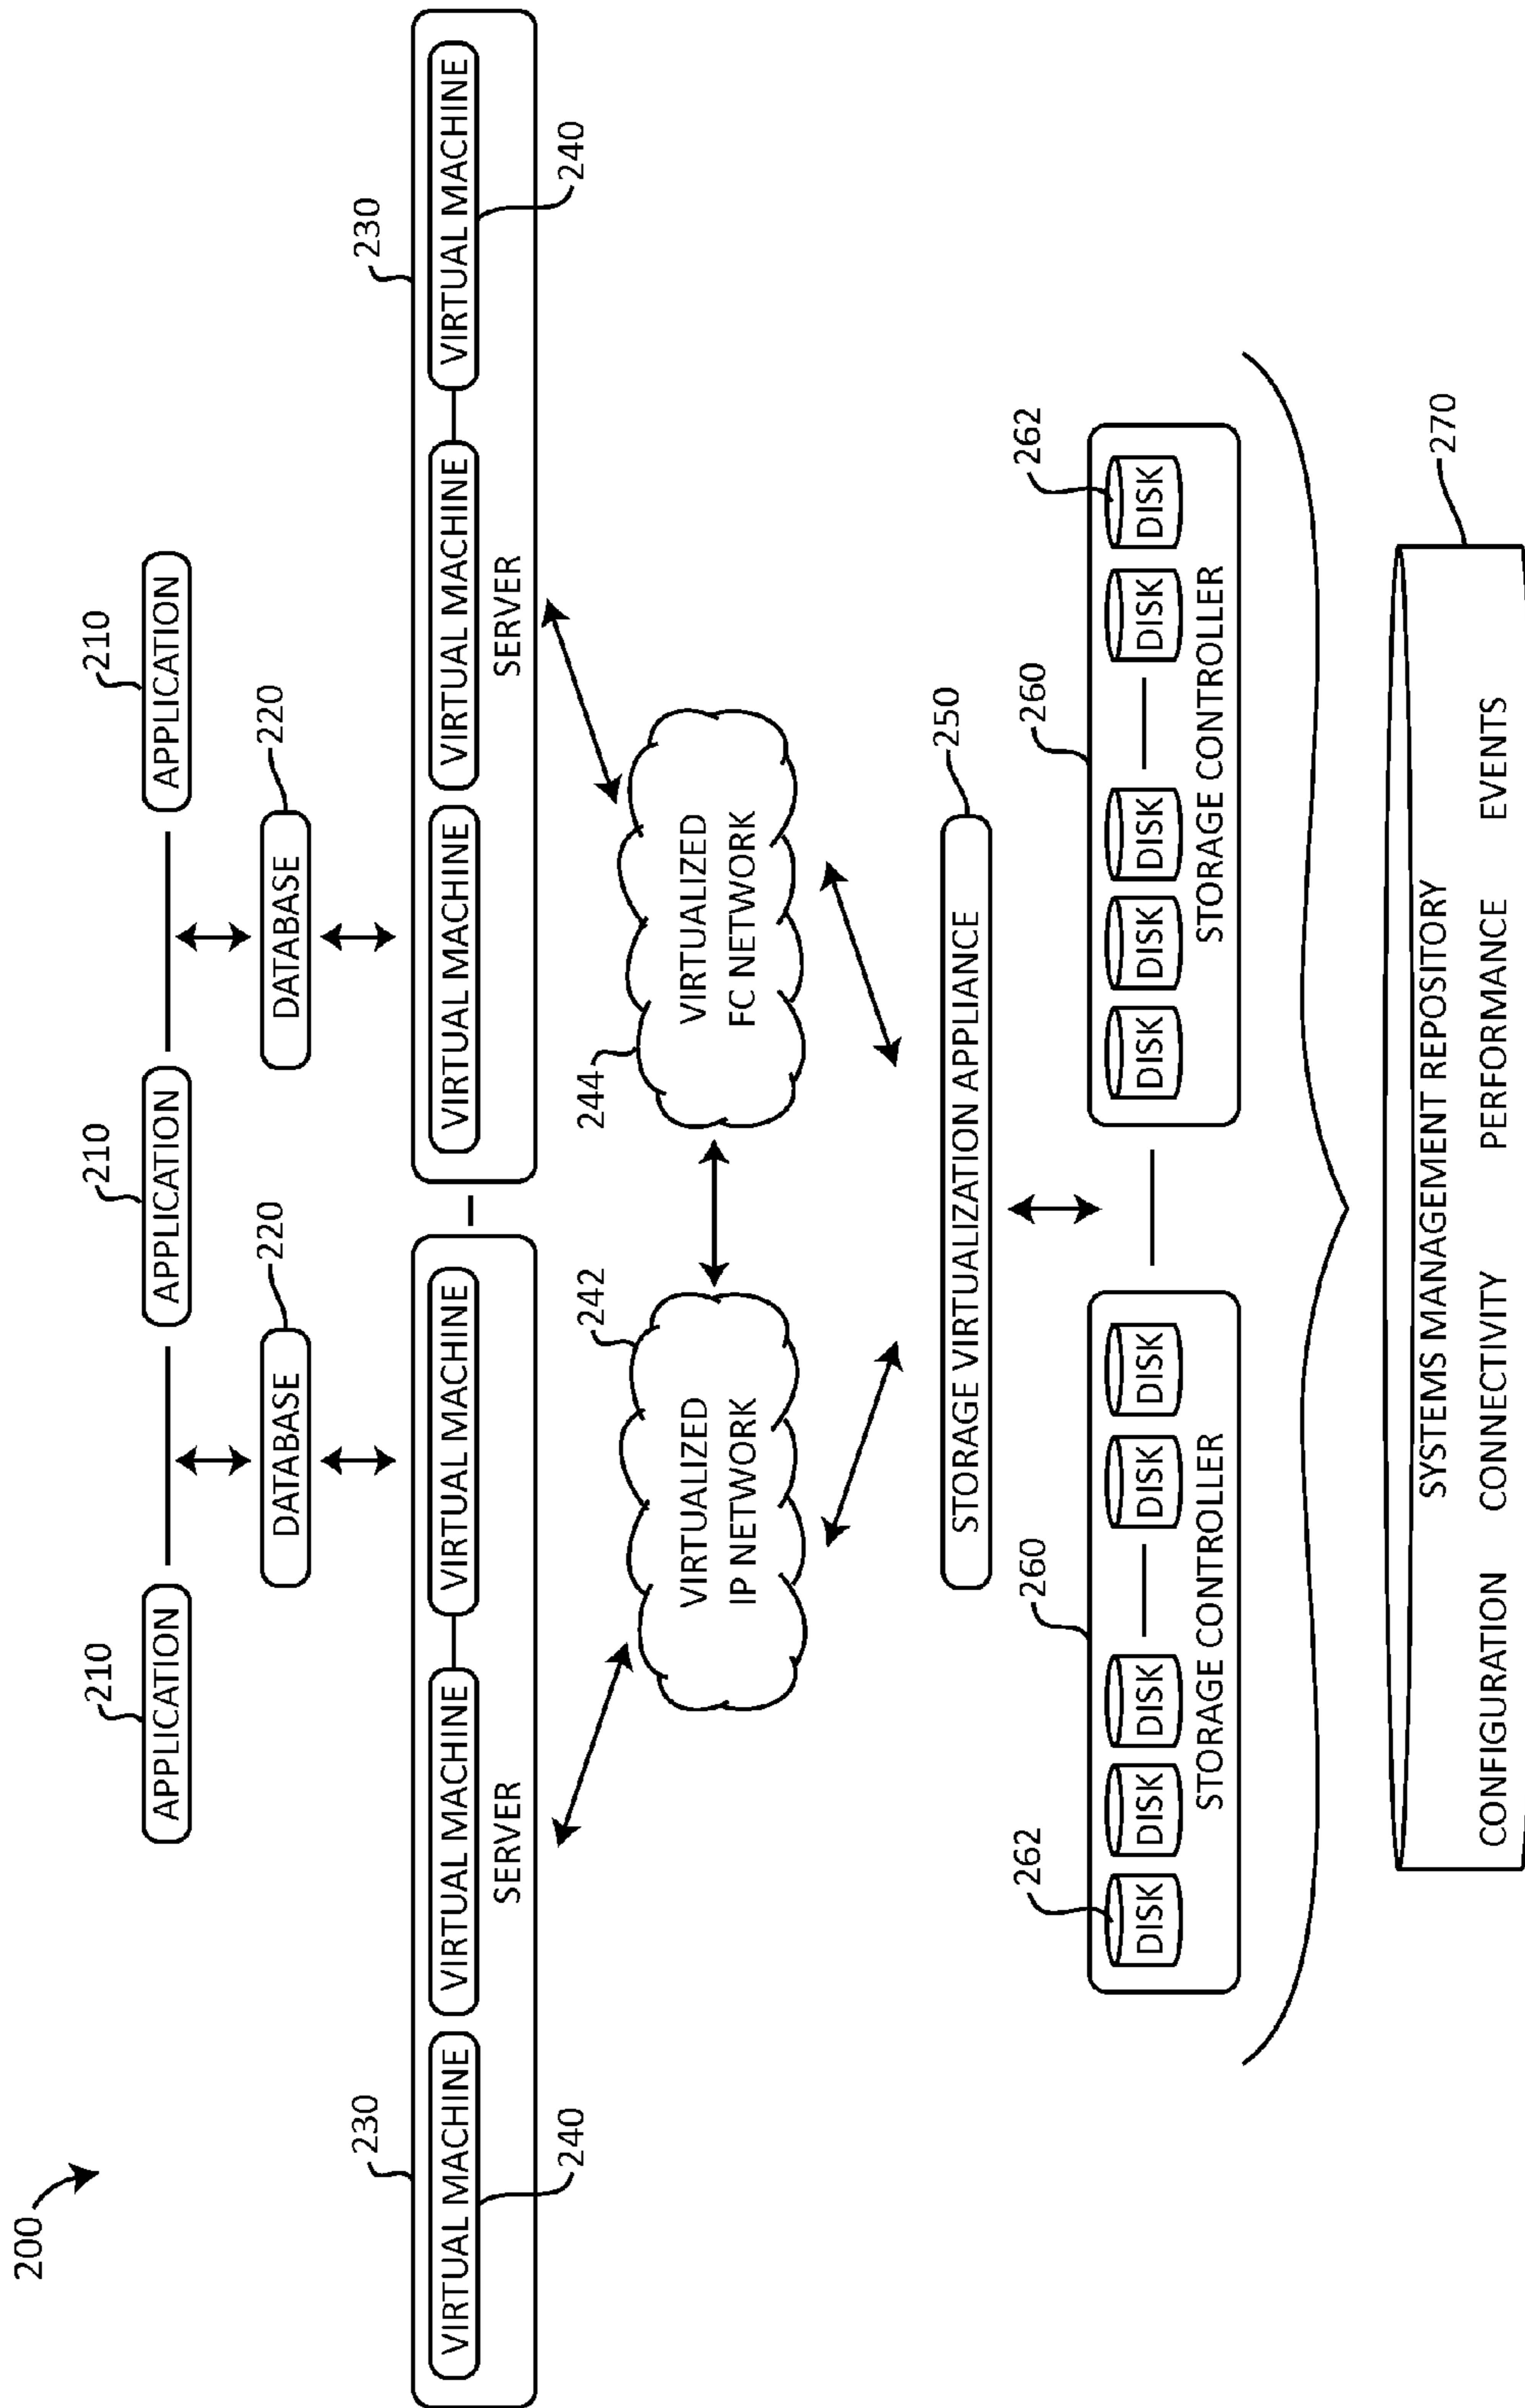 200
210
210
210
APPLICATION
APPLICATION
APPLICATION
220
220
DATABASE
DATABASE
230
230
VIRTUAL MACHINE
VIRTUAL MACHINE
VIRTUAL MACHINE
VIRTUAL MACHINE
VIRTUAL MACHINE
VIRTUAL MACHINE
SERVER
SERVER
240
240
242
244
VIRTUALIZED
IP NETWORK
VIRTUALIZED
FC NETWORK
250
STORAGE VIRTUALIZATION APPLIANCE
260
260
262
262
DISK
DISK
DISK
DISK
DISK
DISK
DISK
DISK
DISK
DISK
STORAGE CONTROLLER
STORAGE CONTROLLER
270
SYSTEMS MANAGEMENT REPOSITORY
CONFIGURATION
CONNECTIVITY
PERFORMANCE
EVENTS